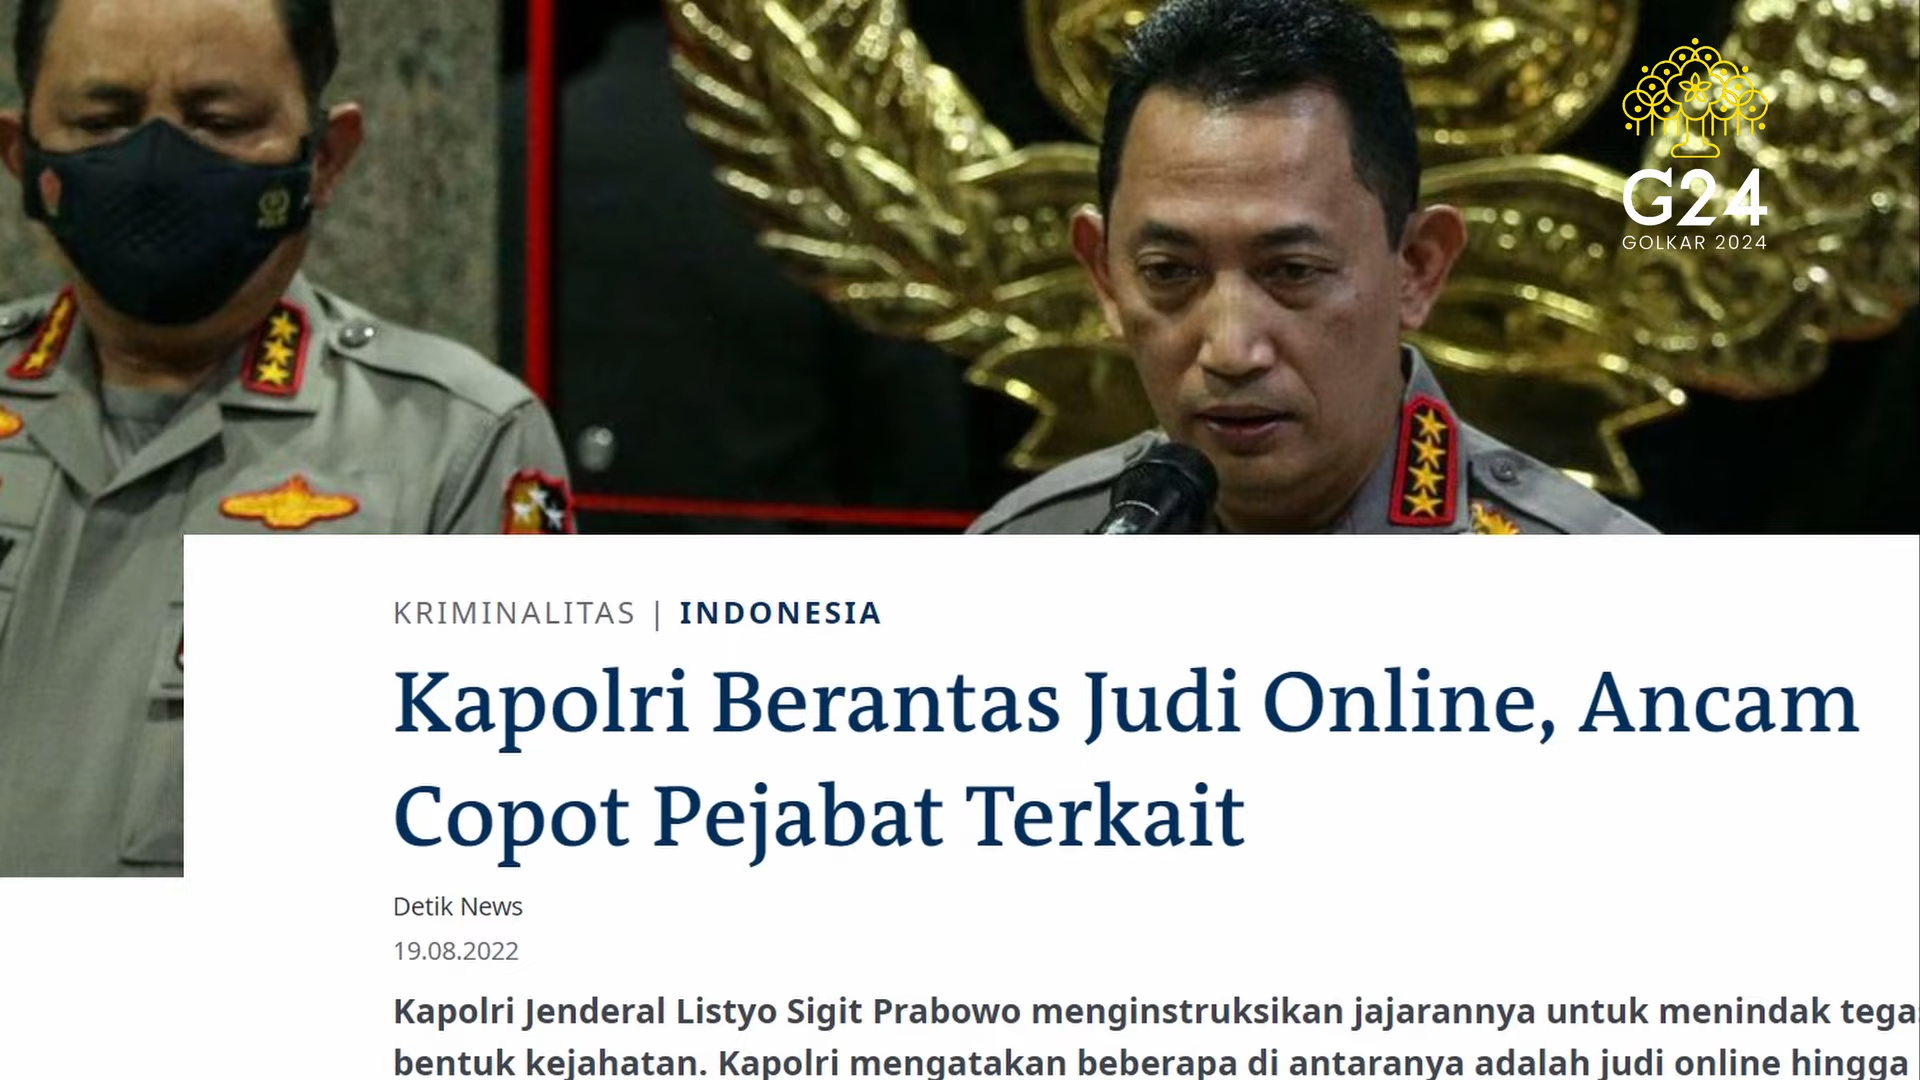 G24
GOLKAR 2024
KRIMINALITAS | INDONESIA
Kapolri Berantas Judi Online, Ancam
Copot Pejabat Terkait
Detik News
19.08.2022
Kapolri Jenderal Listyo Sigit Prabowo menginstruksikan jajarannya untuk menindak tegas
bentuk kejahatan. Kapolri mengatakan beberapa di antaranya adalah judi online hingga